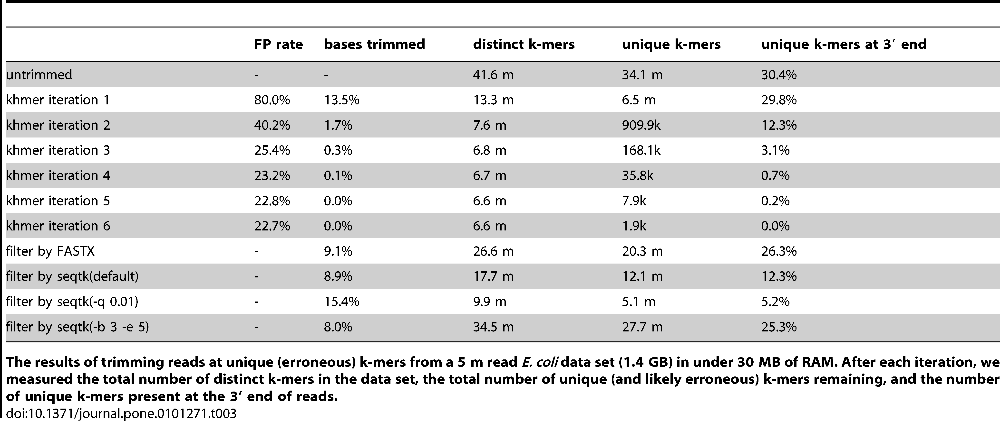 FP rate bases trimmed distinct k-mers unique k-mers unique k-mers at 3′ end
untrimmed - - 41.6 m 34.1 m 30.4%
khmer iteration 1 80.0% 13.5% 13.3 m 6.5 m 29.8%
khmer iteration 2 40.2% 1.7% 7.6 m 909.9k 12.3%
khmer iteration 3 25.4% 0.3% 6.8 m 168.1k 3.1%
khmer iteration 4 23.2% 0.1% 6.7 m 35.8k 0.7%
khmer iteration 5 22.8% 0.0% 6.6 m 7.9k 0.2%
khmer iteration 6 22.7% 0.0% 6.6 m 1.9k 0.0%
filter by FASTX - 9.1% 26.6 m 20.3 m 26.3%
filter by seqtk(default) - 8.9% 17.7 m 12.1 m 12.3%
filter by seqtk(-q 0.01) - 15.4% 9.9 m 5.1 m 5.2%
filter by seqtk(-b 3 -e 5) - 8.0% 34.5 m 27.7 m 25.3%
The results of trimming reads at unique (erroneous) k-mers from a 5 m read E. coli data set (1.4 GB) in under 30 MB of RAM. After each iteration, we
measured the total number of distinct k-mers in the data set, the total number of unique (and likely erroneous) k-mers remaining, and the number
of unique k-mers present at the 3′ end of reads.
doi:10.1371/journal.pone.0101271.t003